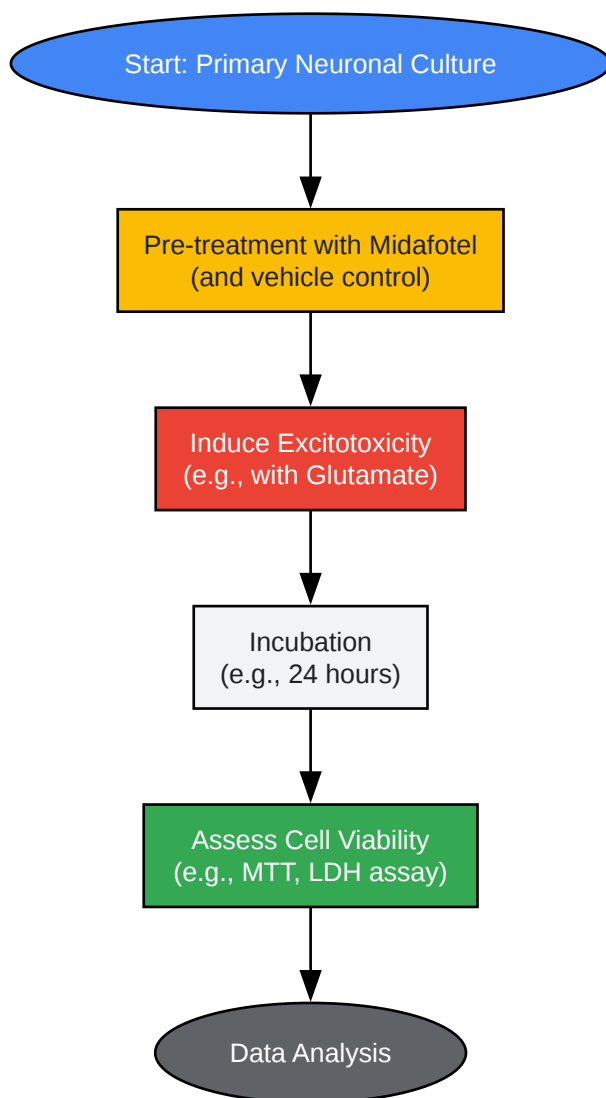 Start: Primary Neuronal Culture
Pre-treatment with Midafotel
(and vehicle control)
Induce Excitotoxicity
(e.g., with Glutamate)
Incubation
(e.g., 24 hours)
Assess Cell Viability
(e.g., MTT, LDH assay)
Data Analysis